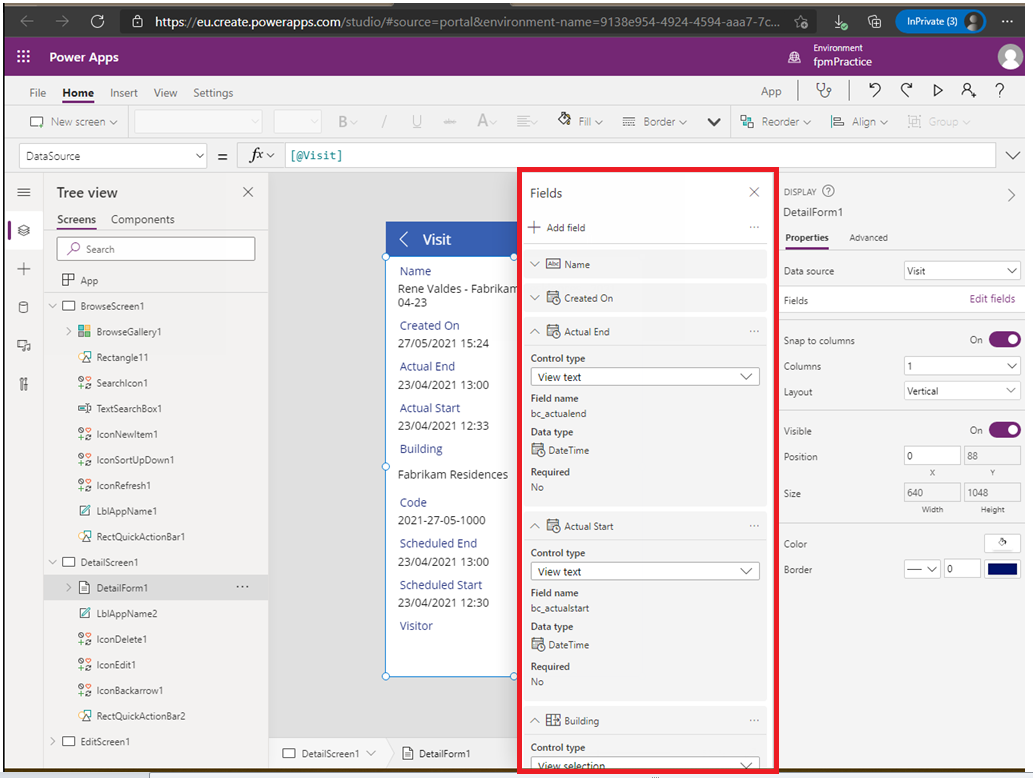 https://eu.create.powerapps.com/studio/#source=portal&environment-name=9138e954-4924-4594-aaa7-7c...
InPrivate (3)
Power Apps
Environment
fpmPractice
File Home Insert View Settings
App
New screen
B / U abc A
Fill
Border
Reorder
Align
Group
DataSource
= fx
[@Visit]
Tree view
Screens Components
Search
App
BrowseScreen1
BrowseGallery1
Rectangle11
SearchIcon1
TextSearchBox1
IconNewItem1
IconSortUpDown1
IconRefresh1
LblAppName1
RectQuickActionBar1
DetailScreen1
DetailForm1 ...
LblAppName2
IconDelete1
IconEdit1
IconBackarrow1
RectQuickActionBar2
EditScreen1
Visit
Name
Rene Valdes - Fabrikam
04-23
Created On
27/05/2021 15:24
Actual End
23/04/2021 13:00
Actual Start
23/04/2021 12:33
Building
Fabrikam Residences
Code
2021-27-05-1000
Scheduled End
23/04/2021 13:00
Scheduled Start
23/04/2021 12:30
Visitor
DetailScreen1
DetailForm1
Fields
Add field ...
Abc Name
Created On
Actual End ...
Control type
View text
Field name
bc_actualend
Data type
DateTime
Required
No
Actual Start ...
Control type
View text
Field name
bc_actualstart
Data type
DateTime
Required
No
Building ...
Control type
View selection
DISPLAY ?
DetailForm1
Properties Advanced
Data source Visit
Fields Edit fields
Snap to columns On
Columns 1
Layout Vertical
Visible On
Position 0 88
X Y
Size 640 1048
Width Height
Color
Border 0